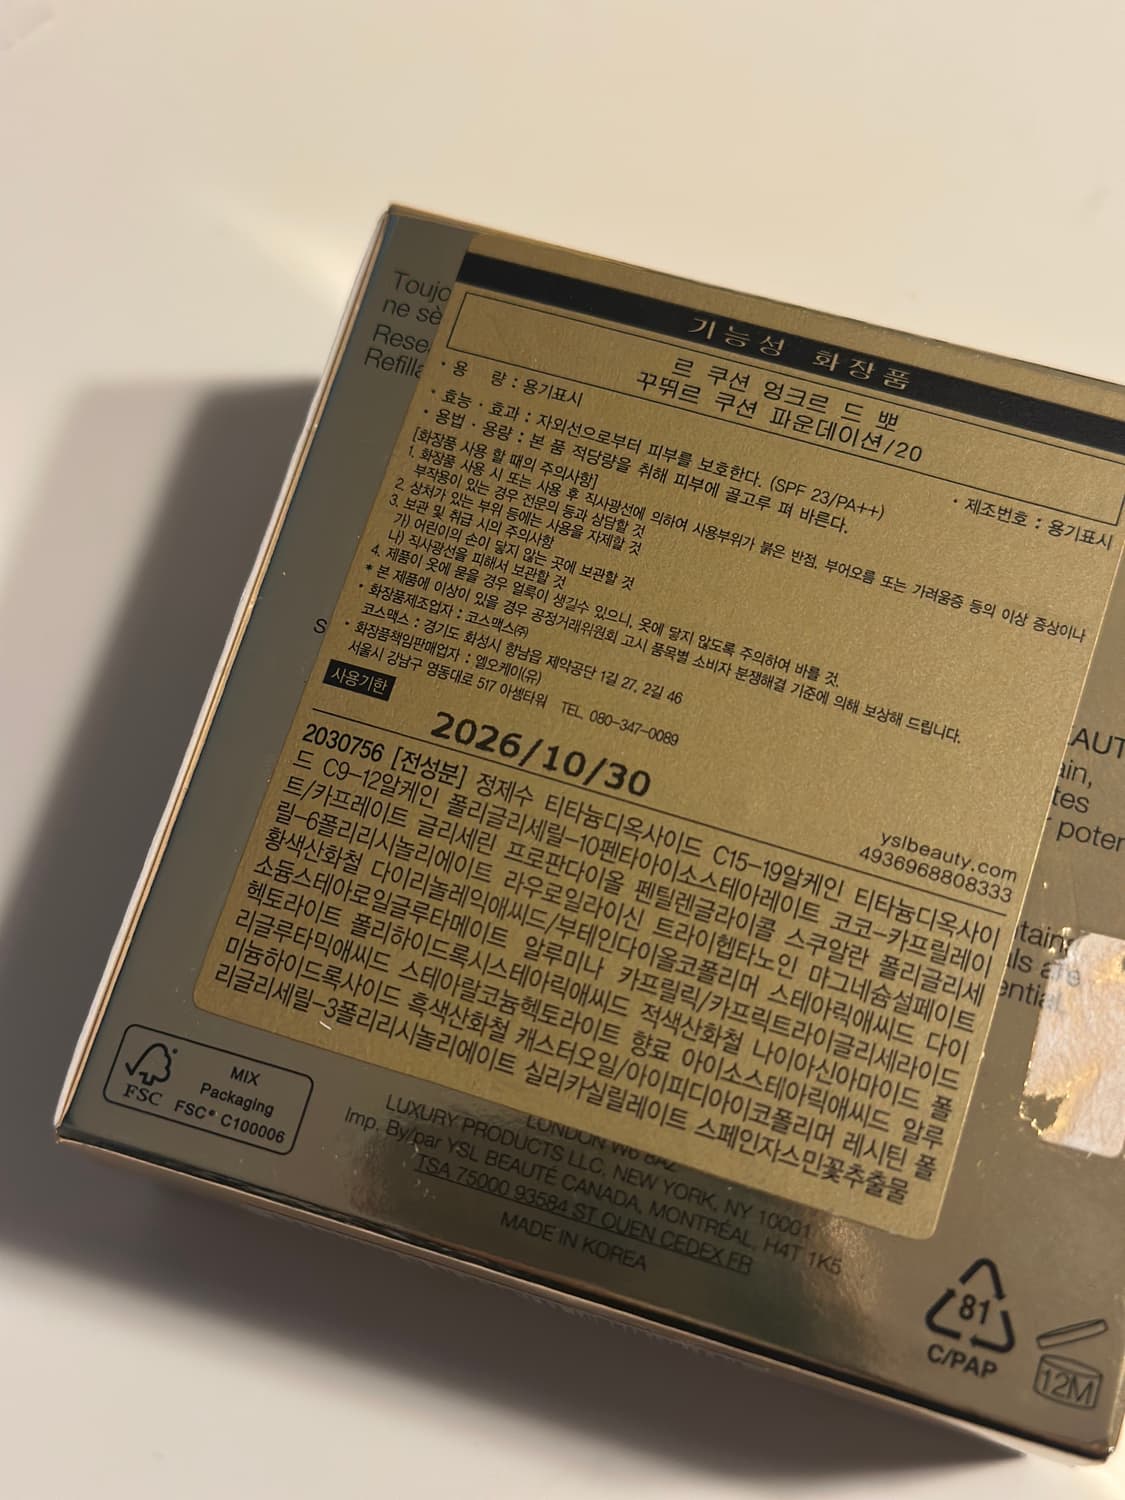 Toujo
ne sè
Rese
Refilla
기능성 화장품
르 쿠션 엉크르 드 뽀
꾸뛰르 쿠션 파운데이션/20
· 용 량 : 용기표시
· 제조번호 : 용기표시
· 효능 · 효과 : 자외선으로부터 피부를 보호한다. (SPF 23/PA++)
· 용법 · 용량 : 본 품 적당량을 취해 피부에 골고루 펴 바른다.
[화장품 사용 할 때의 주의사항]
1. 화장품 사용 시 또는 사용 후 직사광선에 의하여 사용부위가 붉은 반점, 부어오름 또는 가려움증 등의 이상 증상이나
부작용이 있는 경우 전문의 등과 상담할 것
2. 상처가 있는 부위 등에는 사용을 자제할 것
3. 보관 및 취급 시의 주의사항
가) 어린이의 손이 닿지 않는 곳에 보관할 것
나) 직사광선을 피해서 보관할 것
4. 제품이 옷에 묻을 경우 얼룩이 생길수 있으니, 옷에 닿지 않도록 주의하여 바를 것.
* 본 제품에 이상이 있을 경우 공정거래위원회 고시 품목별 소비자 분쟁해결 기준에 의해 보상해 드립니다.
· 화장품제조업자 : 코스맥스㈜
코스맥스 : 경기도 화성시 향남읍 제약공단 1길 27, 2길 46
· 화장품책임판매업자 : 엘오케이(유)
서울시 강남구 영동대로 517 아셈타워 TEL. 080-347-0089
사용기한
2026/10/30
yslbeauty.com
4936968808333
2030756 [전성분] 정제수 티타늄디옥사이드 C15-19알케인 티타늄디옥사이
드 C9-12알케인 폴리글리세릴-10펜타아이소스테아레이트 코코-카프릴레이
트/카프레이트 글리세린 프로판다이올 펜틸렌글라이콜 스쿠알란 폴리글리세
릴-6폴리리시놀리에이트 라우로일라이신 트라이헵타노인 마그네슘설페이트
황색산화철 다이리놀레익애씨드/부테인다이올코폴리머 스테아릭애씨드 다이
소듐스테아로일글루타메이트 알루미나 카프릴릭/카프릭트라이글리세라이드
헥토라이트 폴리하이드록시스테아릭애씨드 적색산화철 나이아신아마이드 폴
리글루타믹애씨드 스테아랄코늄헥토라이트 향료 아이소스테아릭애씨드 알루
미늄하이드록사이드 흑색산화철 캐스터오일/아이피디아이코폴리머 레시틴 폴
리글리세릴-3폴리리시놀리에이트 실리카실릴레이트 스페인자스민꽃추출물
S
AUT
ain,
tes
poten
tain
ls are
ential
FSC
MIX
Packaging
FSC® C100006
LONDON W6 8AZ
LUXURY PRODUCTS LLC, NEW YORK, NY 10001
Imp. By/par YSL BEAUTÉ CANADA, MONTRÉAL, H4T 1K5
TSA 75000 93584 ST OUEN CEDEX FR
MADE IN KOREA
81
C/PAP
12M